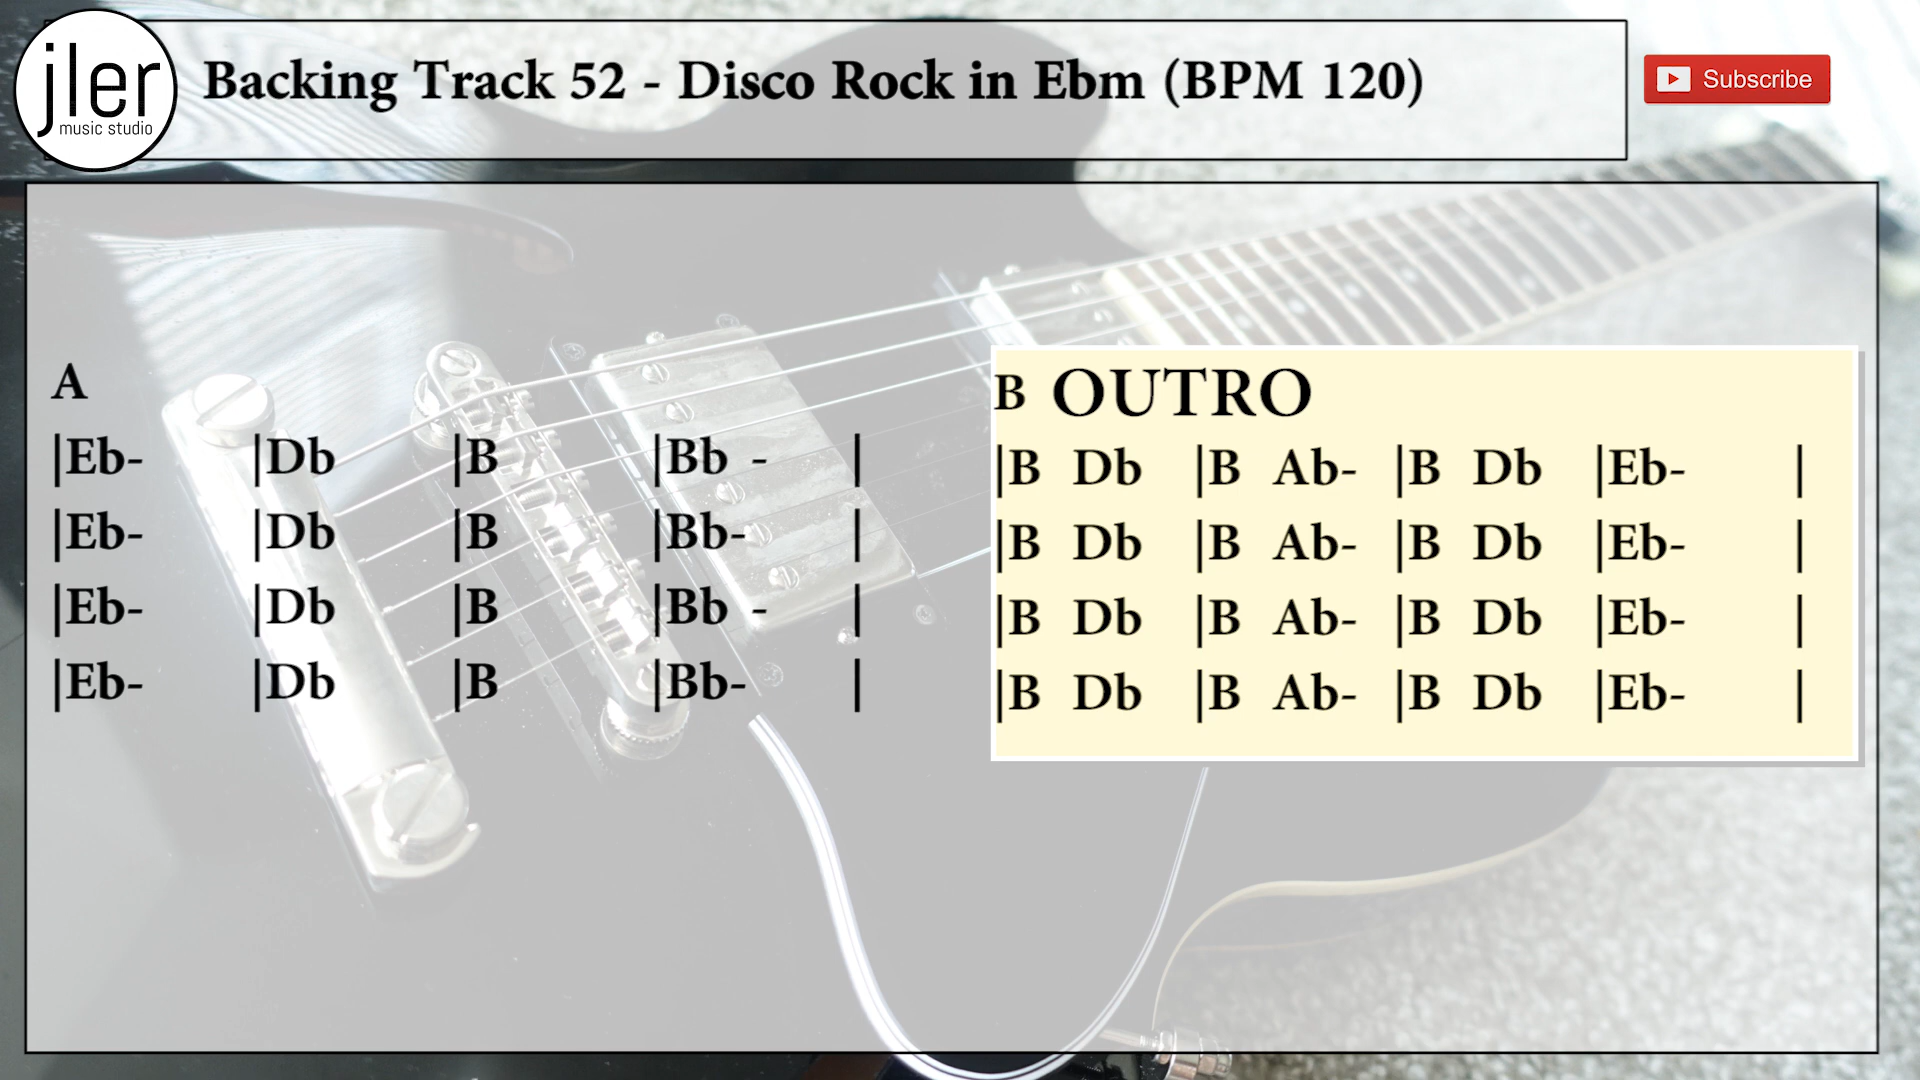 jler
music studio
Backing Track 52 - Disco Rock in Ebm (BPM 120)
Subscribe
A
|Eb- |Db |B |Bb - |
|Eb- |Db |B |Bb- |
|Eb- |Db |B |Bb - |
|Eb- |Db |B |Bb- |
B OUTRO
|B Db |B Ab- |B Db |Eb- |
|B Db |B Ab- |B Db |Eb- |
|B Db |B Ab- |B Db |Eb- |
|B Db |B Ab- |B Db |Eb- |